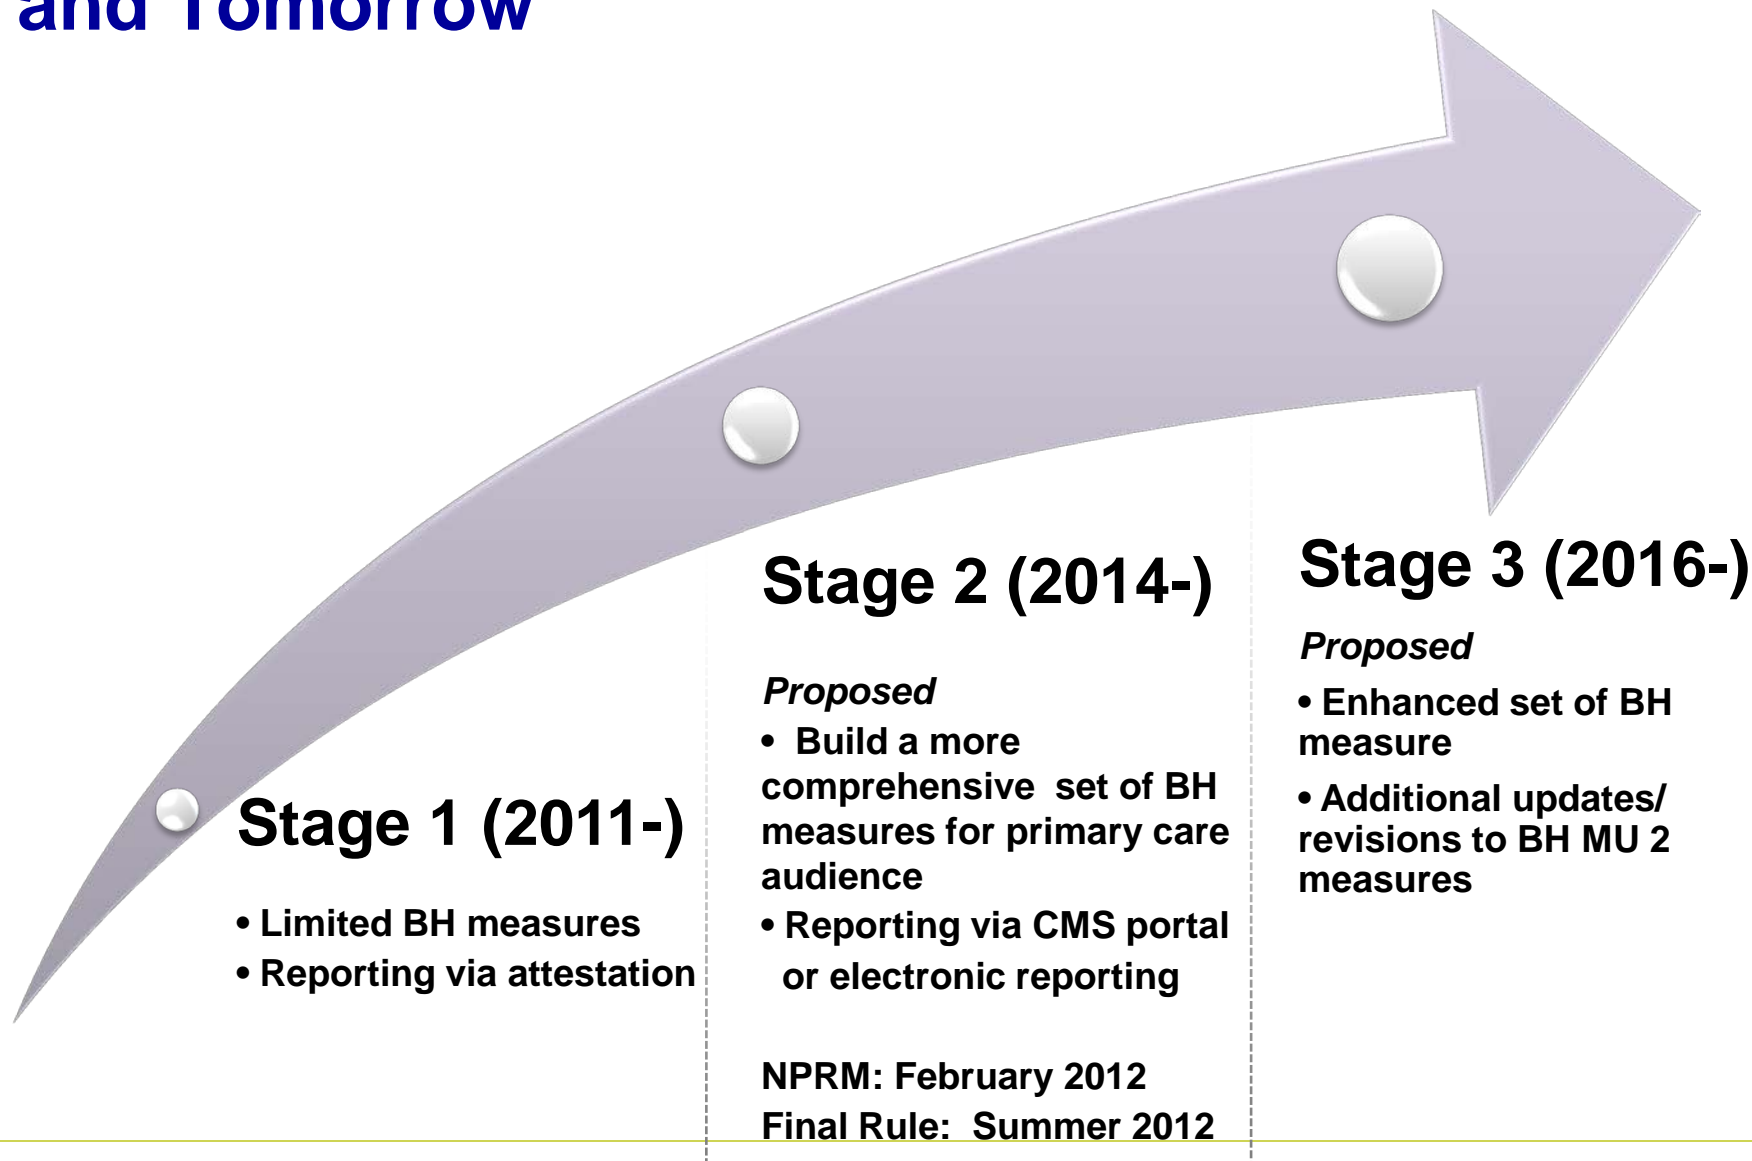 and Tomorrow
Stage 1 (2011-)
• Limited BH measures
• Reporting via attestation
Stage 2 (2014-)
Proposed
• Build a more
comprehensive set of BH
measures for primary care
audience
• Reporting via CMS portal
or electronic reporting
NPRM: February 2012
Final Rule: Summer 2012
Stage 3 (2016-)
Proposed
• Enhanced set of BH
measure
• Additional updates/
revisions to BH MU 2
measures